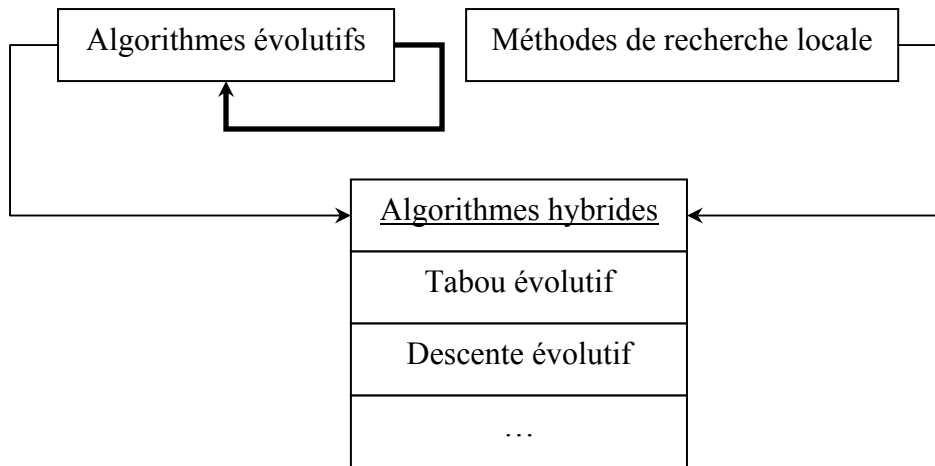 Algorithmes évolutifs
Méthodes de recherche locale
Algorithmes hybrides
Tabou évolutif
Descente évolutif
…